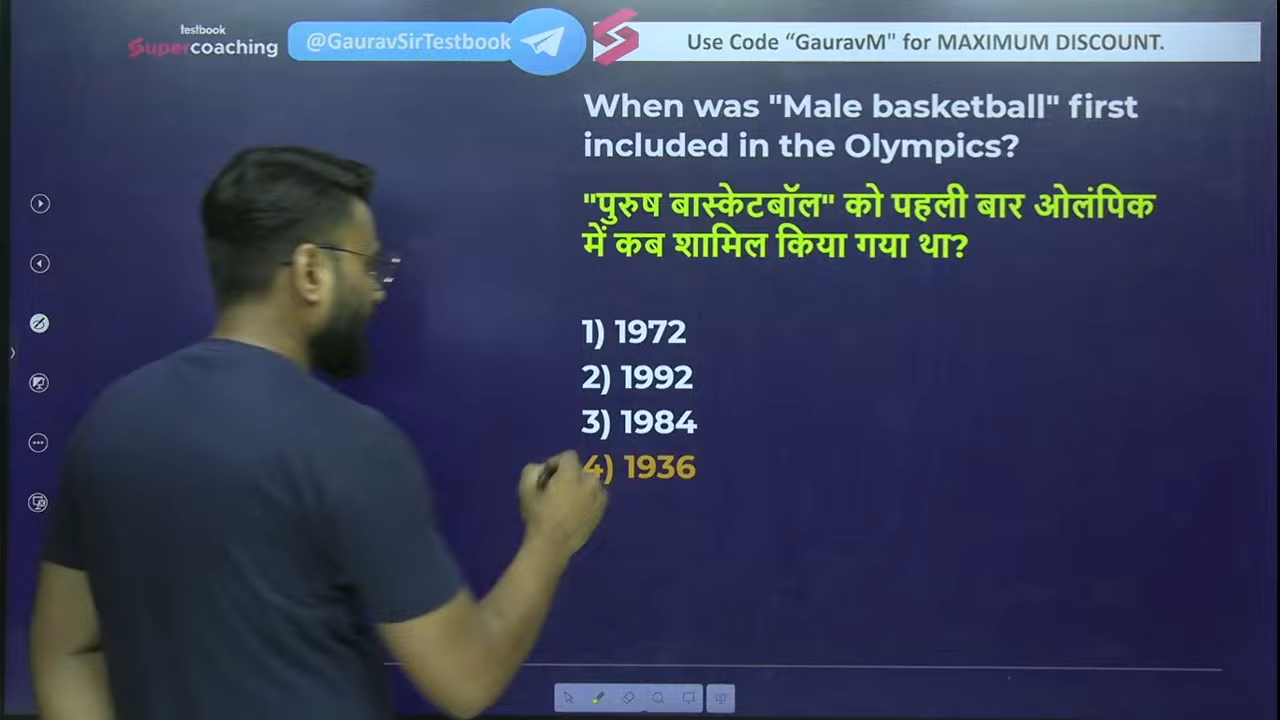 testbook
Supercoaching
@GauravSirTestbook
Use Code “GauravM" for MAXIMUM DISCOUNT.
When was "Male basketball" first
included in the Olympics?
"पुरुष बास्केटबॉल" को पहली बार ओलंपिक
में कब शामिल किया गया था?
1) 1972
2) 1992
3) 1984
4) 1936